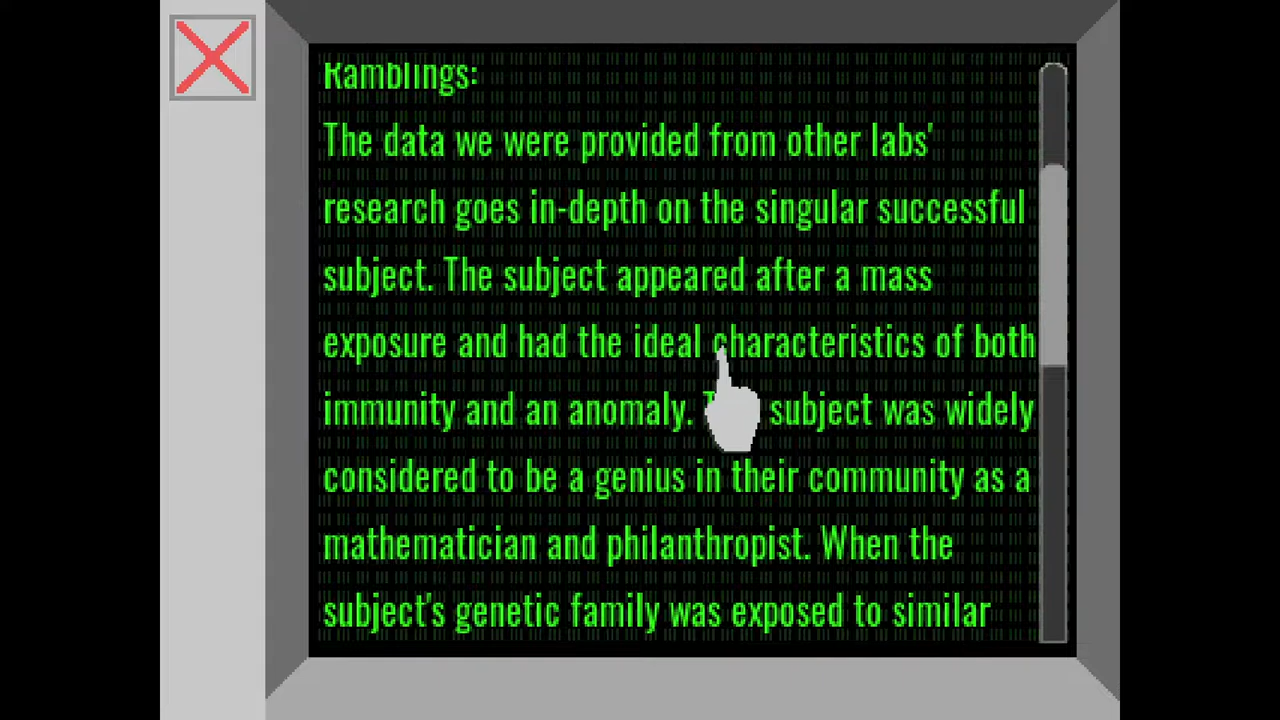 Ramblings:
The data we were provided from other labs'
research goes in-depth on the singular successful
subject. The subject appeared after a mass
exposure and had the ideal characteristics of both
immunity and an anomaly. subject was widely
considered to be a genius in their community as a
mathematician and philanthropist. When the
subject's genetic family was exposed to similar